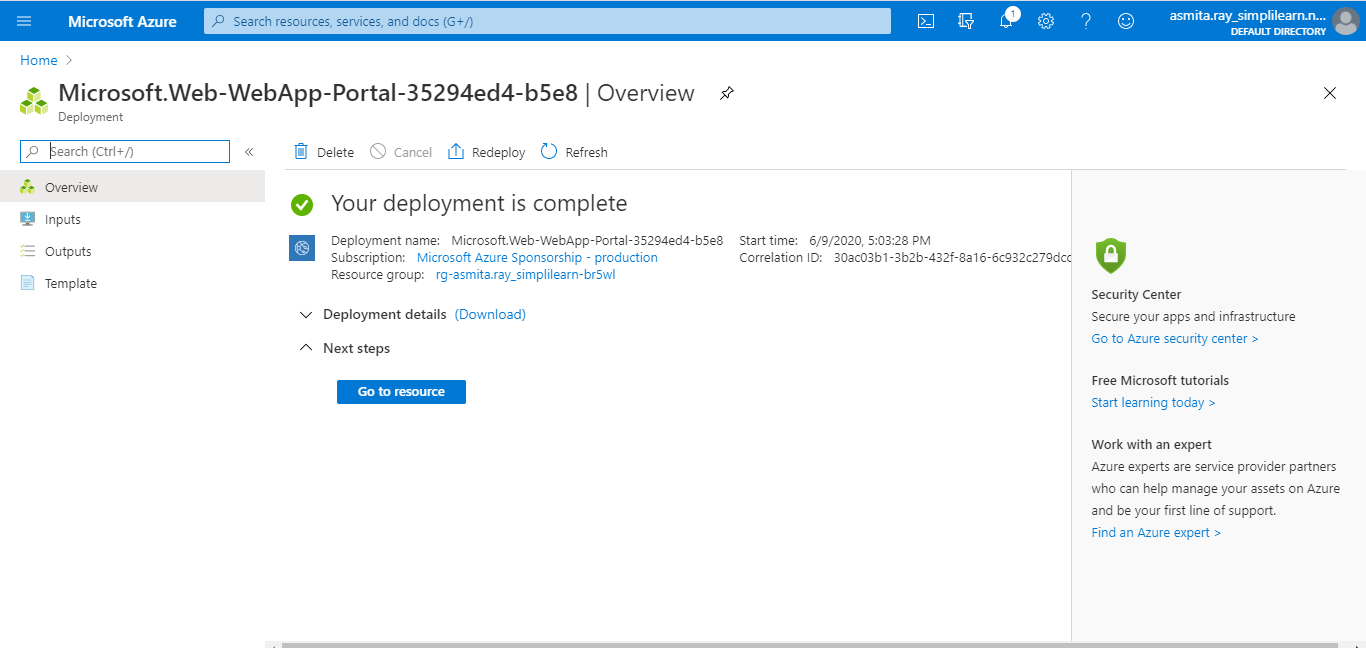 Microsoft Azure
Search resources, services, and docs (G+/)
1
asmita.ray_simplilearn.n...
DEFAULT DIRECTORY
Home
Microsoft.Web-WebApp-Portal-35294ed4-b5e8 | Overview
Deployment
Search (Ctrl+/)
«
Delete
Cancel
Redeploy
Refresh
Overview
Inputs
Outputs
Template
Your deployment is complete
Deployment name: Microsoft.Web-WebApp-Portal-35294ed4-b5e8
Subscription: Microsoft Azure Sponsorship - production
Resource group: rg-asmita.ray_simplilearn-br5wl
Start time: 6/9/2020, 5:03:28 PM
Correlation ID: 30ac03b1-3b2b-432f-8a16-6c932c279dcc
Deployment details (Download)
Next steps
Go to resource
Security Center
Secure your apps and infrastructure
Go to Azure security center >
Free Microsoft tutorials
Start learning today >
Work with an expert
Azure experts are service provider partners
who can help manage your assets on Azure
and be your first line of support.
Find an Azure expert >